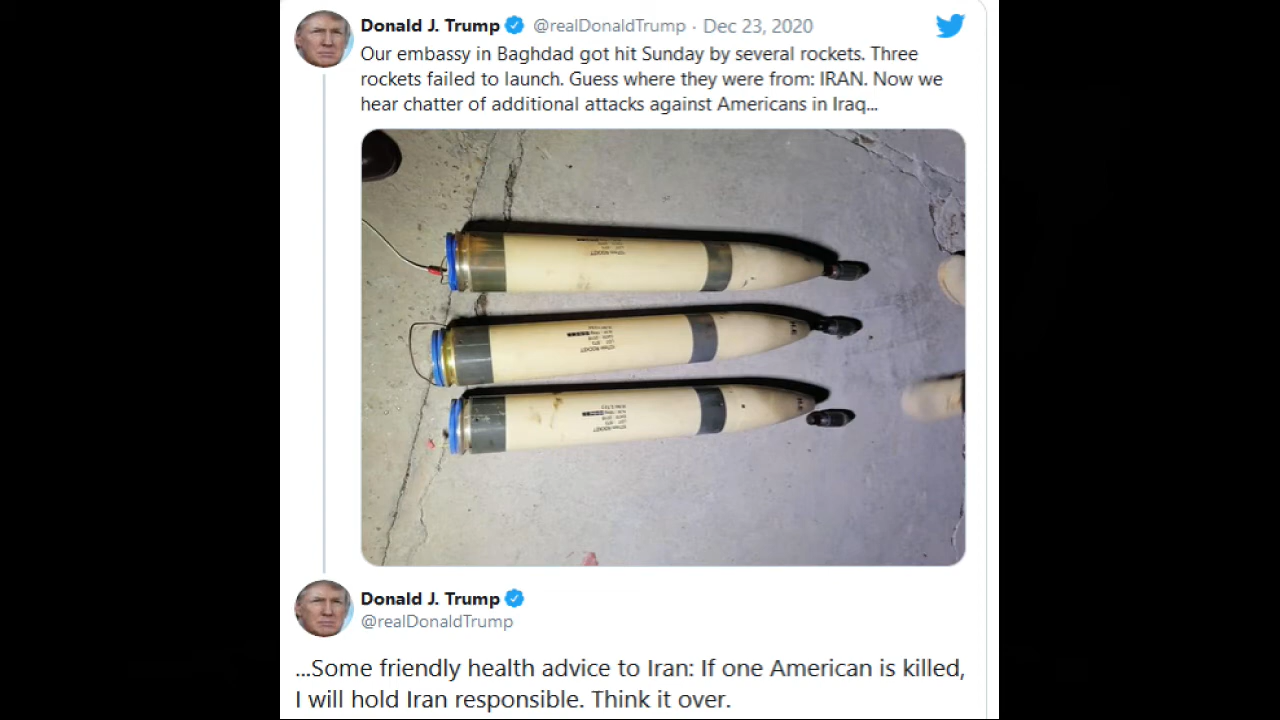 Donald J. Trump @realDonaldTrump · Dec 23, 2020
Our embassy in Baghdad got hit Sunday by several rockets. Three
rockets failed to launch. Guess where they were from: IRAN. Now we
hear chatter of additional attacks against Americans in Iraq...
Donald J. Trump
@realDonaldTrump
...Some friendly health advice to Iran: If one American is killed,
I will hold Iran responsible. Think it over.